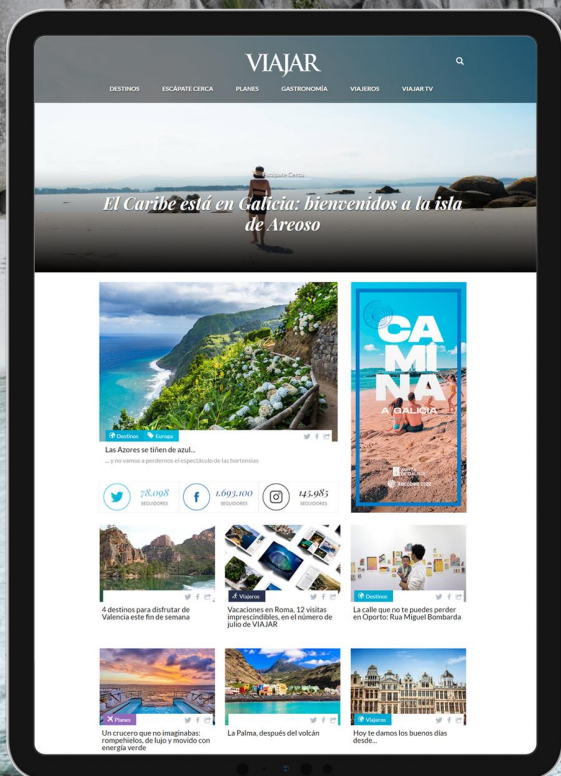 VIAJAR
DESTINOS ESCÁPATE CERCA PLANES GASTRONOMÍA VIAJEROS VIAJAR TV
Escápate Cerca
El Caribe está en Galicia: bienvenidos a la isla
de Areoso
CA
MI
NA
A GALICIA
XUNTA
DE GALICIA
Destinos Europa
Las Azores se tiñen de azul...
... y no vamos a perdernos el espectáculo de las hortensias
78.098
SEGUIDORES
1.693.100
SEGUIDORES
145.985
SEGUIDORES
4 destinos para disfrutar de
Valencia este fin de semana
Viajeros
Vacaciones en Roma, 12 visitas
imprescindibles, en el número de
julio de VIAJAR
Destinos
La calle que no te puedes perder
en Oporto: Rua Miguel Bombarda
Planes
Un crucero que no imaginabas:
rompehielos, de lujo y movido con
energía verde
La Palma, después del volcán
Viajeros
Hoy te damos los buenos días
desde...